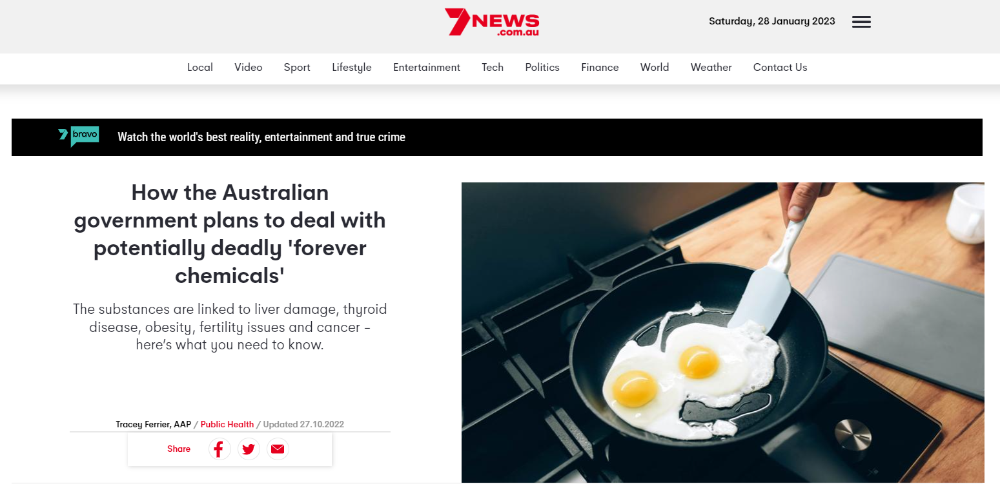 7NEWS
.com.au
Saturday, 28 January 2023
Local Video Sport Lifestyle Entertainment Tech Politics Finance World Weather Contact Us
7 bravo Watch the world's best reality, entertainment and true crime
How the Australian
government plans to deal with
potentially deadly 'forever
chemicals'
The substances are linked to liver damage, thyroid
disease, obesity, fertility issues and cancer –
here’s what you need to know.
Tracey Ferrier, AAP / Public Health / Updated 27.10.2022
Share